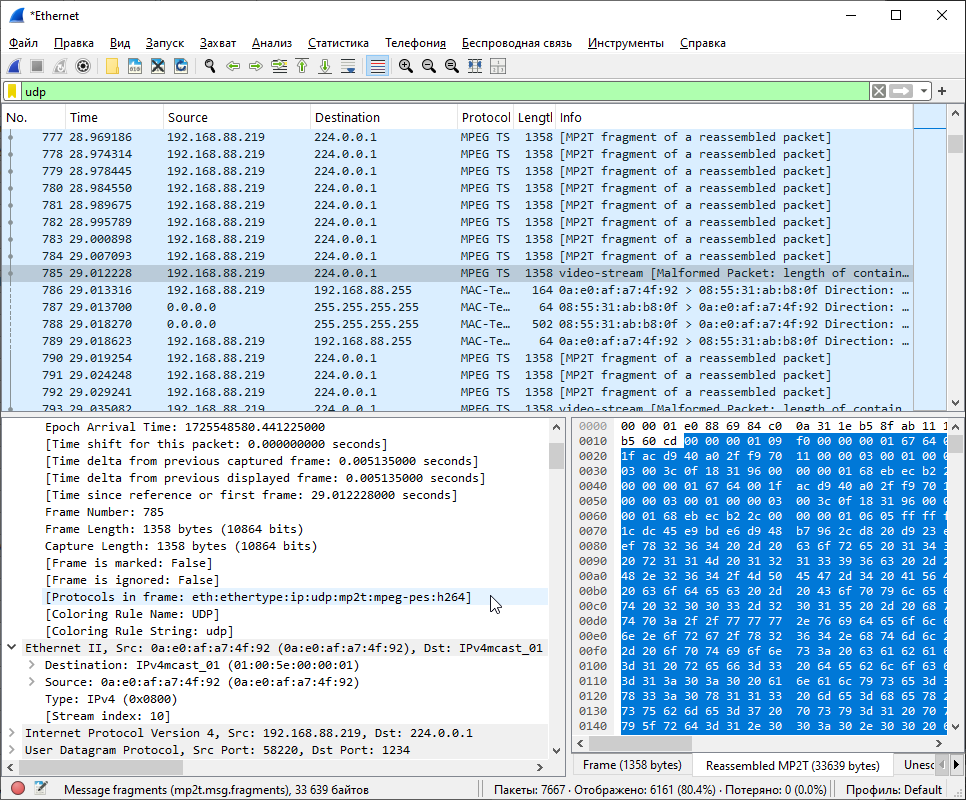 *Ethernet
Файл Правка Вид Запуск Захват Анализ Статистика Телефония Беспроводная связь Инструменты Справка
udp
No. Time Source Destination Protocol Lengtl Info
777 28.969186 192.168.88.219 224.0.0.1 MPEG TS 1358 [MP2T fragment of a reassembled packet]
778 28.974314 192.168.88.219 224.0.0.1 MPEG TS 1358 [MP2T fragment of a reassembled packet]
779 28.978445 192.168.88.219 224.0.0.1 MPEG TS 1358 [MP2T fragment of a reassembled packet]
780 28.984550 192.168.88.219 224.0.0.1 MPEG TS 1358 [MP2T fragment of a reassembled packet]
781 28.989675 192.168.88.219 224.0.0.1 MPEG TS 1358 [MP2T fragment of a reassembled packet]
782 28.995789 192.168.88.219 224.0.0.1 MPEG TS 1358 [MP2T fragment of a reassembled packet]
783 29.000898 192.168.88.219 224.0.0.1 MPEG TS 1358 [MP2T fragment of a reassembled packet]
784 29.007093 192.168.88.219 224.0.0.1 MPEG TS 1358 [MP2T fragment of a reassembled packet]
785 29.012228 192.168.88.219 224.0.0.1 MPEG TS 1358 video-stream [Malformed Packet: length of contain…
786 29.013316 192.168.88.219 192.168.88.255 MAC-Te… 164 0a:e0:af:a7:4f:92 > 08:55:31:ab:b8:0f Direction: …
787 29.013700 0.0.0.0 255.255.255.255 MAC-Te… 64 08:55:31:ab:b8:0f > 0a:e0:af:a7:4f:92 Direction: …
788 29.018270 0.0.0.0 255.255.255.255 MAC-Te… 502 08:55:31:ab:b8:0f > 0a:e0:af:a7:4f:92 Direction: …
789 29.018623 192.168.88.219 192.168.88.255 MAC-Te… 64 0a:e0:af:a7:4f:92 > 08:55:31:ab:b8:0f Direction: …
790 29.019254 192.168.88.219 224.0.0.1 MPEG TS 1358 [MP2T fragment of a reassembled packet]
791 29.024248 192.168.88.219 224.0.0.1 MPEG TS 1358 [MP2T fragment of a reassembled packet]
792 29.029241 192.168.88.219 224.0.0.1 MPEG TS 1358 [MP2T fragment of a reassembled packet]
793 29.035082 192.168.88.219 224.0.0.1 MPEG TS 1358 video-stream [Malformed Packet: length of contain…
Epoch Arrival Time: 1725548580.441225000
[Time shift for this packet: 0.000000000 seconds]
[Time delta from previous captured frame: 0.005135000 seconds]
[Time delta from previous displayed frame: 0.005135000 seconds]
[Time since reference or first frame: 29.012228000 seconds]
Frame Number: 785
Frame Length: 1358 bytes (10864 bits)
Capture Length: 1358 bytes (10864 bits)
[Frame is marked: False]
[Frame is ignored: False]
[Protocols in frame: eth:ethertype:ip:udp:mp2t:mpeg-pes:h264]
[Coloring Rule Name: UDP]
[Coloring Rule String: udp]
Ethernet II, Src: 0a:e0:af:a7:4f:92 (0a:e0:af:a7:4f:92), Dst: IPv4mcast_01
Destination: IPv4mcast_01 (01:00:5e:00:00:01)
Source: 0a:e0:af:a7:4f:92 (0a:e0:af:a7:4f:92)
Type: IPv4 (0x0800)
[Stream index: 10]
Internet Protocol Version 4, Src: 192.168.88.219, Dst: 224.0.0.1
User Datagram Protocol, Src Port: 58220, Dst Port: 1234
0000 00 00 01 e0 88 69 84 c0 0a 31 1e b5 8f ab 11 1
0010 b5 60 cd 00 00 00 01 09 f0 00 00 00 01 67 64 0
0020 1f ac d9 40 a0 2f f9 70 11 00 00 03 00 01 00 0
0030 03 00 3c 0f 18 31 96 00 00 00 01 68 eb ec b2 2
0040 00 00 00 01 67 64 00 1f ac d9 40 a0 2f f9 70 1
0050 00 00 03 00 01 00 00 03 00 3c 0f 18 31 96 00 0
0060 00 01 68 eb ec b2 2c 00 00 00 01 06 05 ff ff f
0070 1c dc 45 e9 bd e6 d9 48 b7 96 2c d8 20 d9 23 e
0080 ef 78 32 36 34 20 2d 20 63 6f 72 65 20 31 34 3
0090 20 72 31 31 4d 20 31 32 31 33 39 36 63 20 2d 2
00a0 48 2e 32 36 34 2f 4d 50 45 47 2d 34 20 41 56 4
00b0 20 63 6f 64 65 63 20 2d 20 43 6f 70 79 6c 65 6
00c0 74 20 32 30 30 33 2d 32 30 31 35 20 2d 20 68 7
00d0 74 70 3a 2f 2f 77 77 77 2e 76 69 64 65 6f 6c 6
00e0 6e 2e 6f 72 67 2f 78 32 36 34 2e 68 74 6d 6c 2
00f0 2d 20 6f 70 74 69 6f 6e 73 3a 20 63 61 62 61 6
0100 3d 31 20 72 65 66 3d 33 20 64 65 62 6c 6f 63 6
0110 3d 31 3a 30 3a 30 20 61 6e 61 6c 79 73 65 3d 3
0120 78 33 3a 30 78 31 31 33 20 6d 65 3d 68 65 78 2
0130 73 75 62 6d 65 3d 37 20 70 73 79 3d 31 20 70 7
0140 79 5f 72 64 3d 31 2e 30 30 3a 30 2e 30 30 20 6
Frame (1358 bytes) Reassembled MP2T (33639 bytes) Unesc
Message fragments (mp2t.msg.fragments), 33 639 байтов Пакеты: 7667 · Отображено: 6161 (80.4%) · Потеряно: 0 (0.0%) Профиль: Default